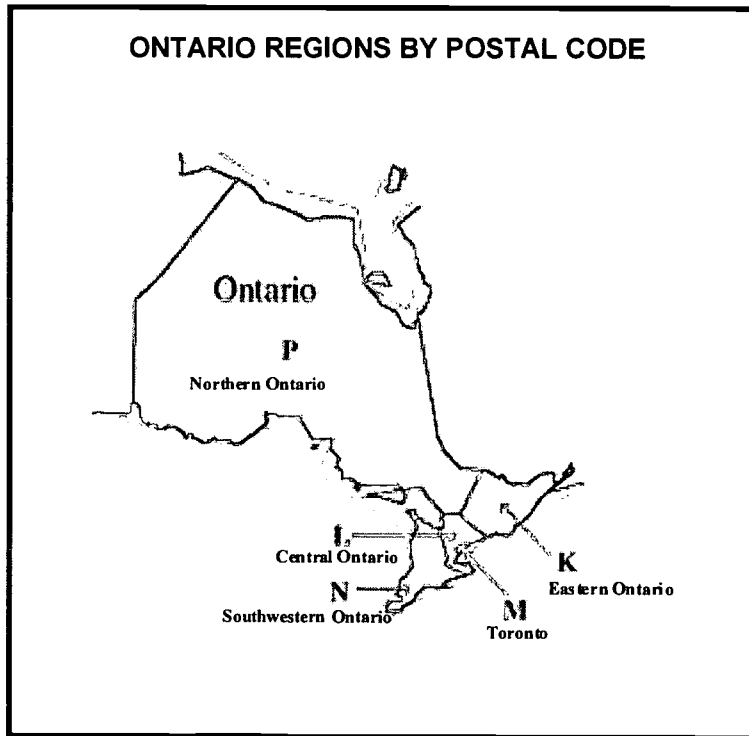 ONTARIO REGIONS BY POSTAL CODE
Ontario
P
Northern Ontario
L
Central Ontario
K
Eastern Ontario
N
Southwestern Ontario
M
Toronto